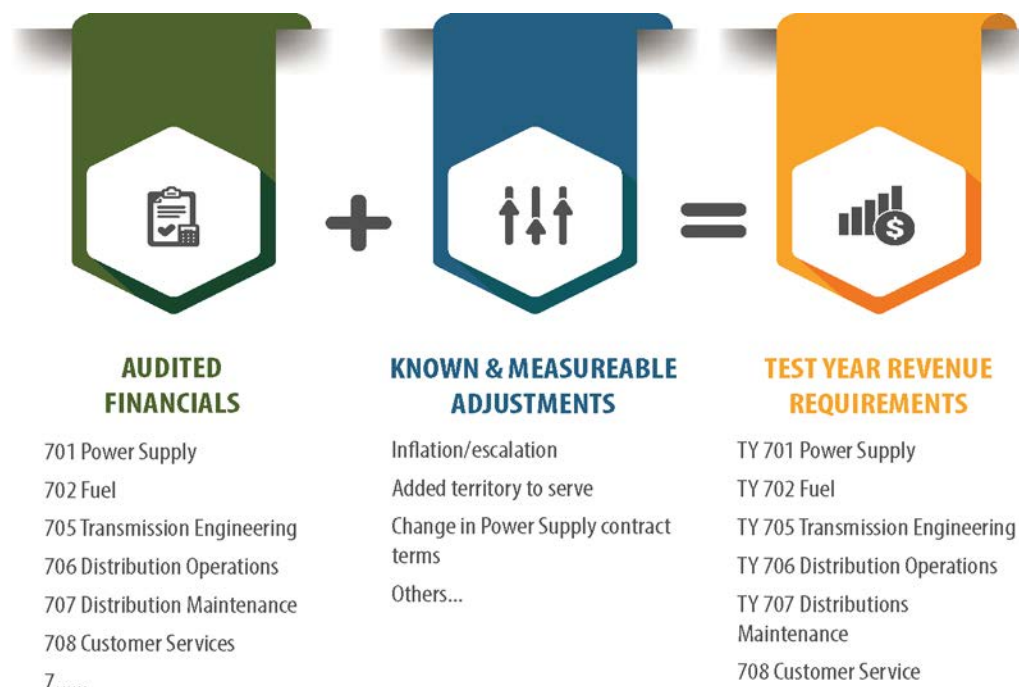 AUDITED
FINANCIALS
701 Power Supply
702 Fuel
705 Transmission Engineering
706 Distribution Operations
707 Distribution Maintenance
708 Customer Services
7......
KNOWN & MEASUREABLE
ADJUSTMENTS
Inflation/escalation
Added territory to serve
Change in Power Supply contract
terms
Others...
TEST YEAR REVENUE
REQUIREMENTS
TY 701 Power Supply
TY 702 Fuel
TY 705 Transmission Engineering
TY 706 Distribution Operations
TY 707 Distributions
Maintenance
708 Customer Service